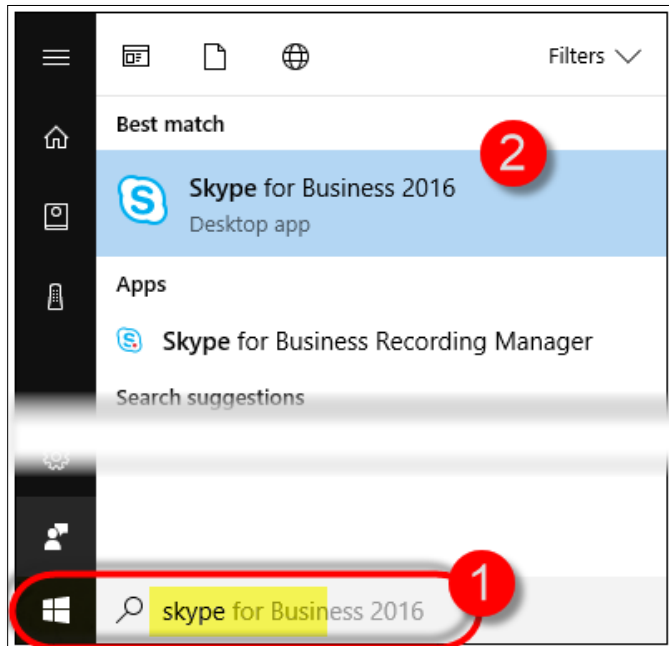 Filters
Best match
2
Skype for Business 2016
Desktop app
Apps
Skype for Business Recording Manager
Search suggestions
1
skype for Business 2016